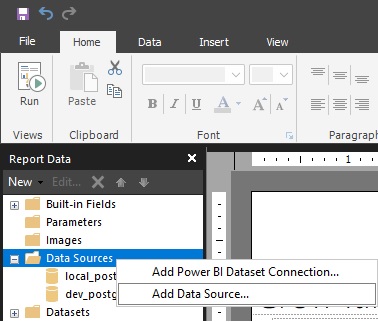 File Home Data Insert View
Run Paste
Views Clipboard Font Paragraph
Report Data
New Edit...
Built-in Fields
Parameters
Images
Data Sources
local_post
Add Power BI Dataset Connection...
dev_postg
Add Data Source...
Datasets
1